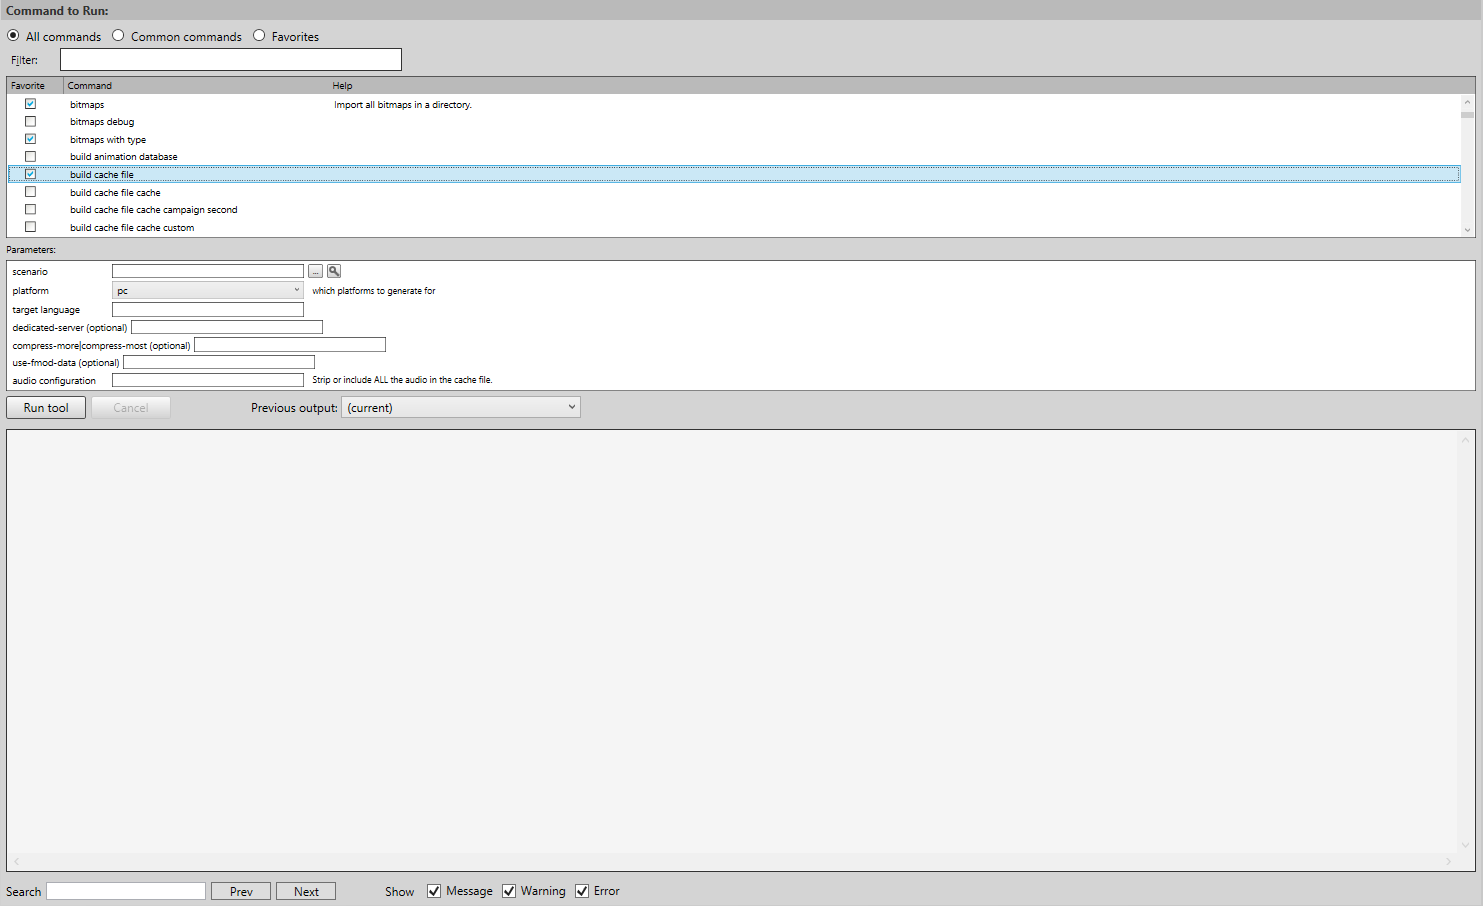 Command to Run:
All commands Common commands Favorites
Filter:
Favorite Command Help
bitmaps Import all bitmaps in a directory.
bitmaps debug
bitmaps with type
build animation database
build cache file
build cache file cache
build cache file cache campaign second
build cache file cache custom
Parameters:
scenario ...
platform pc which platforms to generate for
target language
dedicated-server (optional)
compress-more|compress-most (optional)
use-fmod-data (optional)
audio configuration Strip or include ALL the audio in the cache file.
Run tool Cancel Previous output: (current)
Search Prev Next Show Message Warning Error